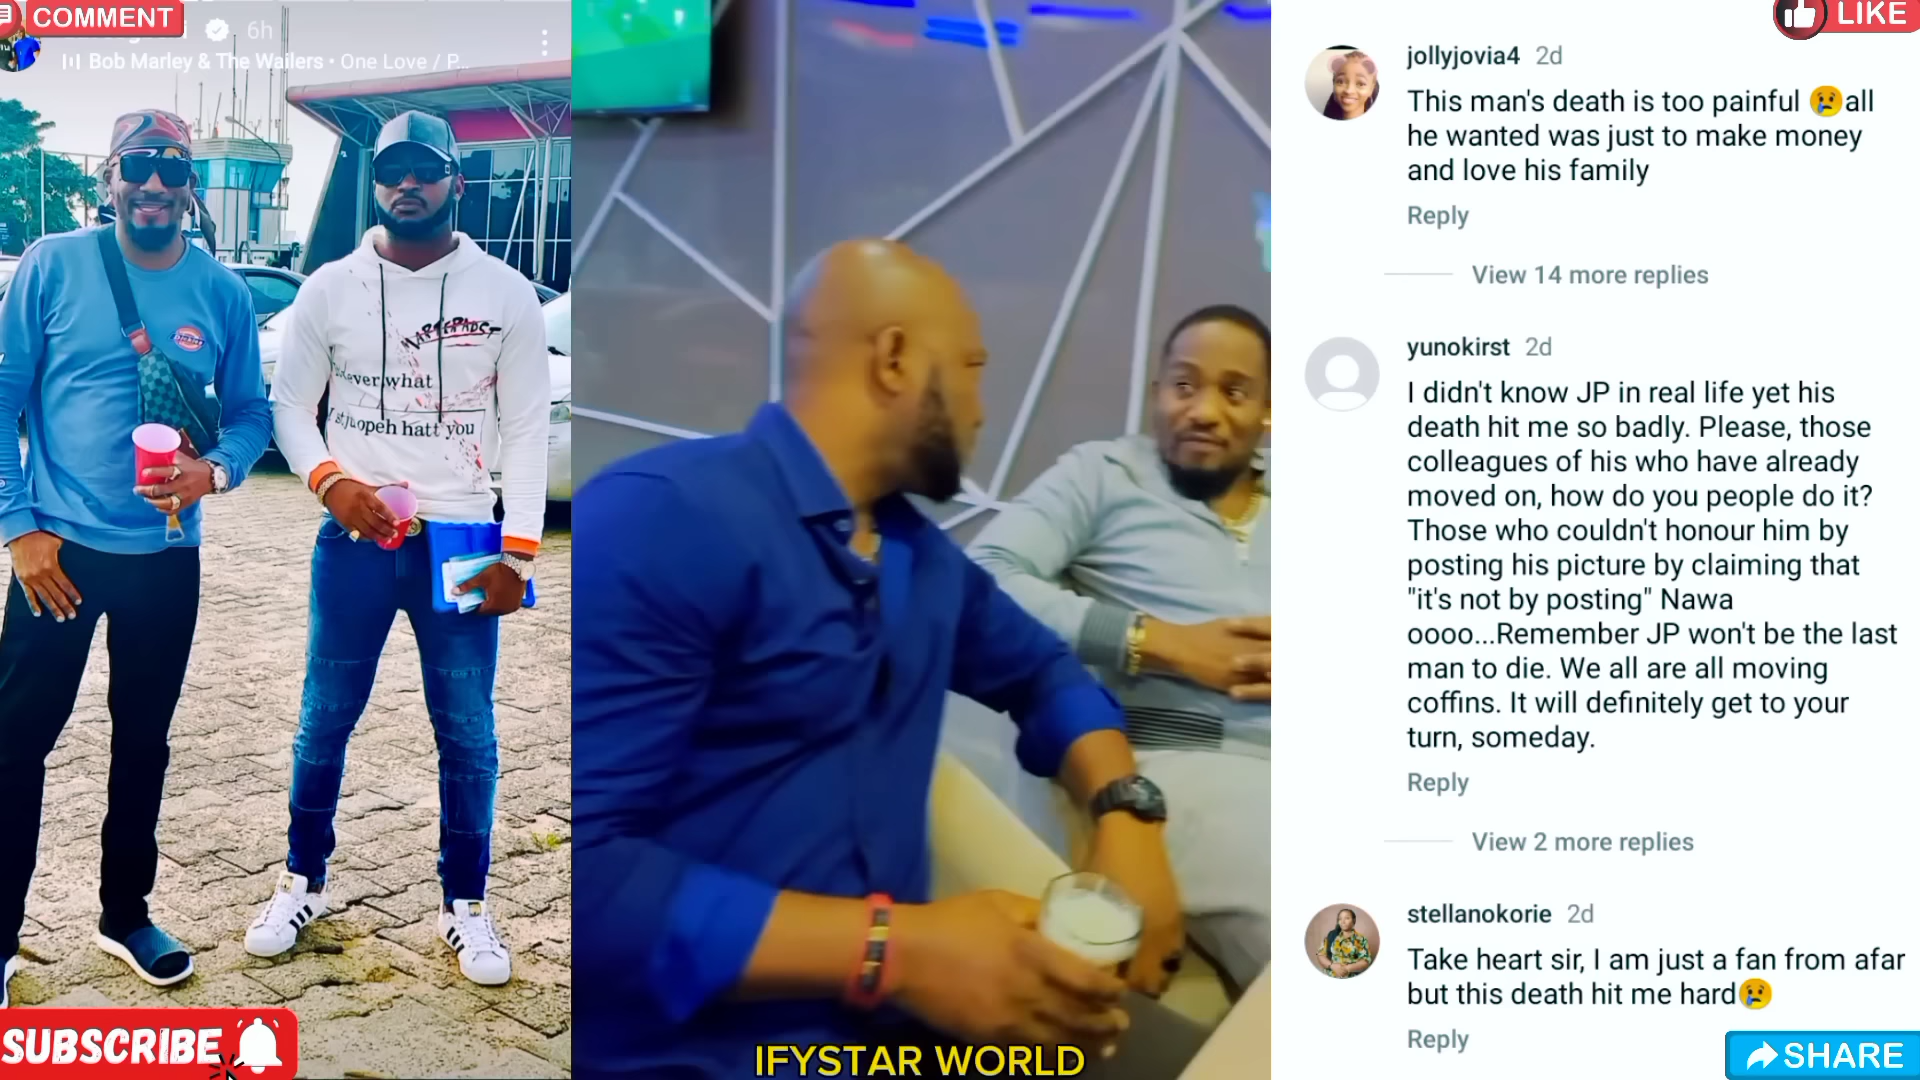 COMMENT
6h
Bob Marley & The Wailers • One Love / P...
ever what
hatt you
SUBSCRIBE
IFYSTAR WORLD
LIKE
jollyjovia4 2d
This man's death is too painful 😢all
he wanted was just to make money
and love his family
Reply
View 14 more replies
yunokirst 2d
I didn't know JP in real life yet his
death hit me so badly. Please, those
colleagues of his who have already
moved on, how do you people do it?
Those who couldn't honour him by
posting his picture by claiming that
"it's not by posting" Nawa
oooo...Remember JP won't be the last
man to die. We all are all moving
coffins. It will definitely get to your
turn, someday.
Reply
View 2 more replies
stellanokorie 2d
Take heart sir, I am just a fan from afar
but this death hit me hard😢
Reply
SHARE